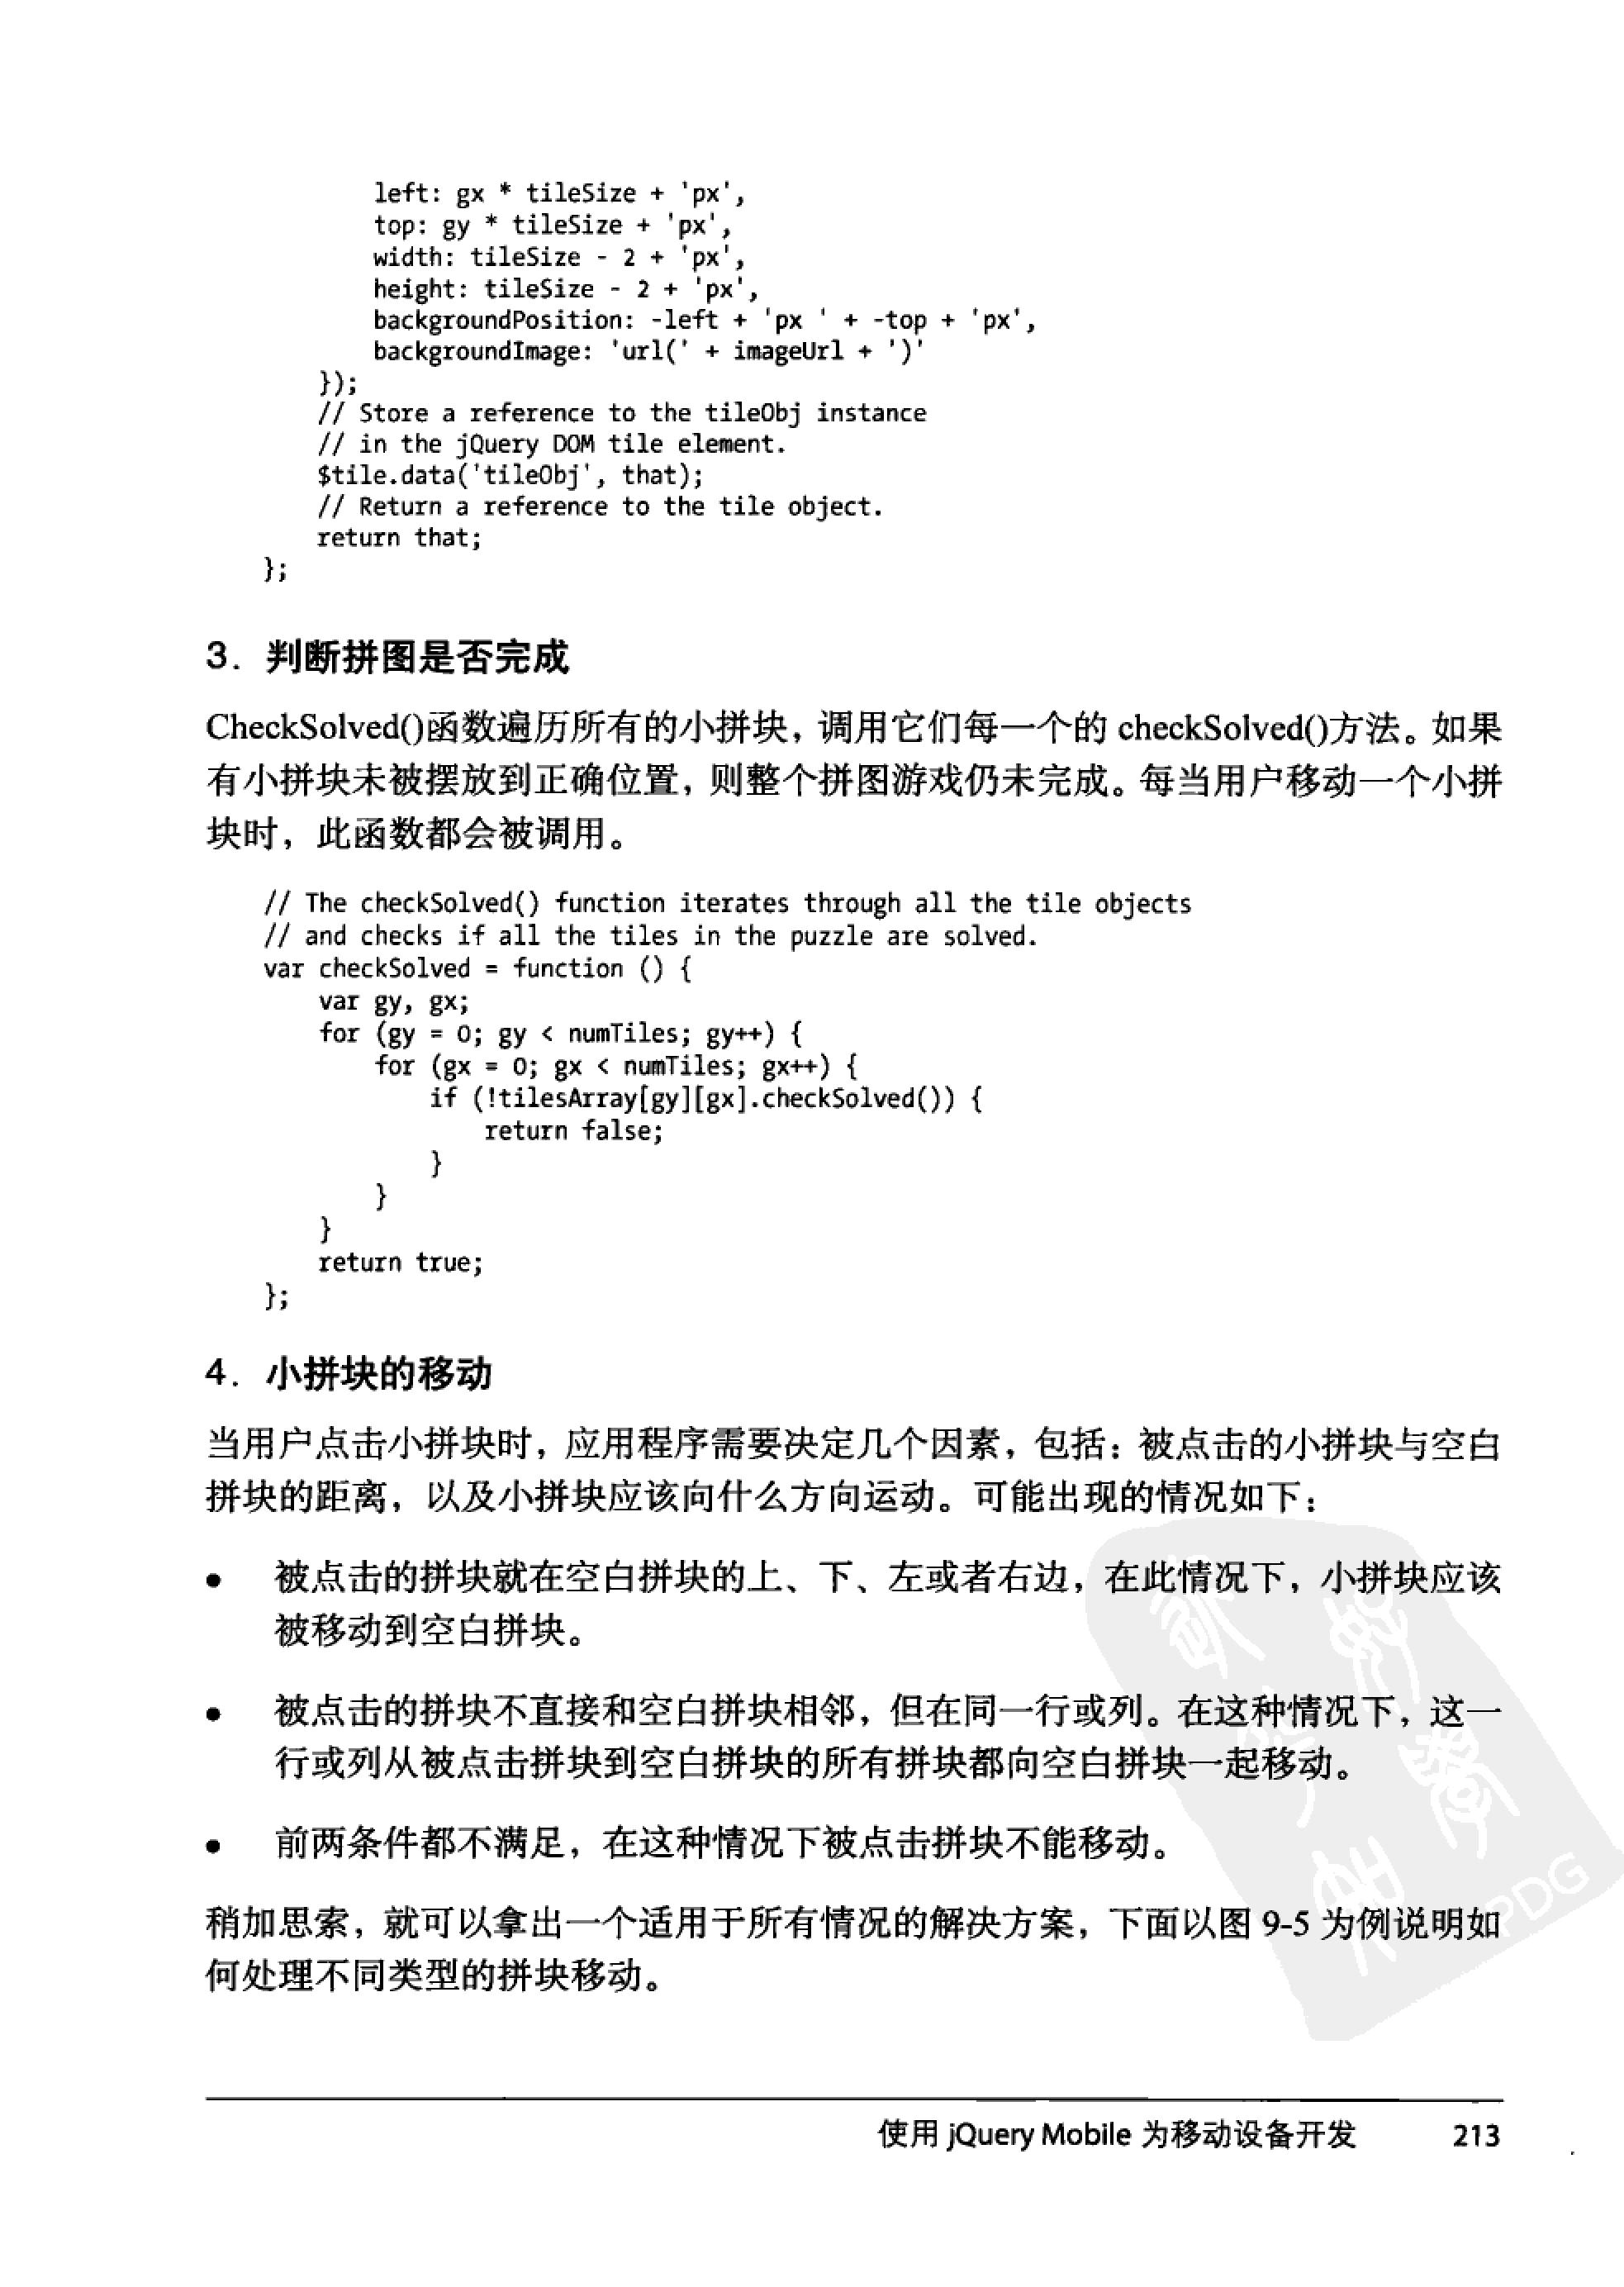 left: gx * tileSize + 'px',
top: gy * tileSize + 'px',
width: tileSize - 2 + 'px',
height: tileSize - 2 + 'px',
backgroundPosition: -left + 'px ' + -top + 'px',
backgroundImage: 'url(' + imageUrl + ')'
});
// Store a reference to the tileObj instance
// in the jQuery DOM tile element.
$tile.data('tileObj', that);
// Return a reference to the tile object.
return that;
};
3. 判断拼图是否完成
CheckSolved()函数遍历所有的小拼块，调用它们每一个的 checkSolved()方法。如果
有小拼块未被摆放到正确位置，则整个拼图游戏仍未完成。每当用户移动一个小拼
块时，此函数都会被调用。
// The checkSolved() function iterates through all the tile objects
// and checks if all the tiles in the puzzle are solved.
var checkSolved = function () {
var gy, gx;
for (gy = 0; gy < numTiles; gy++) {
for (gx = 0; gx < numTiles; gx++) {
if (!tilesArray[gy][gx].checkSolved()) {
return false;
}
}
}
return true;
};
4. 小拼块的移动
当用户点击小拼块时，应用程序需要决定几个因素，包括：被点击的小拼块与空白
拼块的距离，以及小拼块应该向什么方向运动。可能出现的情况如下：
● 被点击的拼块就在空白拼块的上、下、左或者右边，在此情况下，小拼块应该
被移动到空白拼块。
● 被点击的拼块不直接和空白拼块相邻，但在同一行或列。在这种情况下，这一
行或列从被点击拼块到空白拼块的所有拼块都向空白拼块一起移动。
● 前两条件都不满足，在这种情况下被点击拼块不能移动。
稍加思索，就可以拿出一个适用于所有情况的解决方案，下面以图 9-5 为例说明如
何处理不同类型的拼块移动。
PDG
使用 jQuery Mobile 为移动设备开发 213